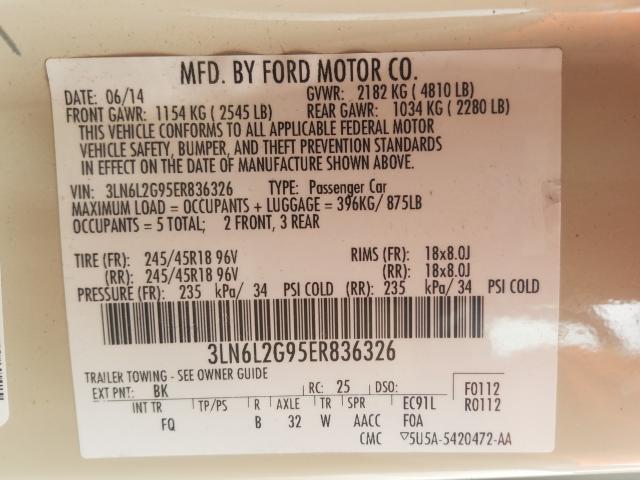 MFD. BY FORD MOTOR CO.
DATE: 06/14 GVWR: 2182 KG ( 4810 LB)
FRONT GAWR: 1154 KG ( 2545 LB) REAR GAWR: 1034 KG ( 2280 LB)
THIS VEHICLE CONFORMS TO ALL APPLICABLE FEDERAL MOTOR
VEHICLE SAFETY, BUMPER, AND THEFT PREVENTION STANDARDS
IN EFFECT ON THE DATE OF MANUFACTURE SHOWN ABOVE.
VIN: 3LN6L2G95ER836326 TYPE: Passenger Car
MAXIMUM LOAD = OCCUPANTS + LUGGAGE = 396KG/ 875LB
OCCUPANTS = 5 TOTAL; 2 FRONT, 3 REAR
TIRE (FR): 245/45R18 96V RIMS (FR): 18x8.0J
(RR): 245/45R18 96V (RR): 18x8.0J
PRESSURE (FR): 235 kPa/ 34 PSI COLD (RR): 235 kPa/ 34 PSI COLD
3LN6L2G95ER836326
TRAILER TOWING - SEE OWNER GUIDE
EXT PNT: BK RC: 25 DSO: F0112
INT TR TP/PS R AXLE TR SPR EC91L R0112
FQ B 32 W AACC F0A
CMC ▽5U5A-5420472-AA